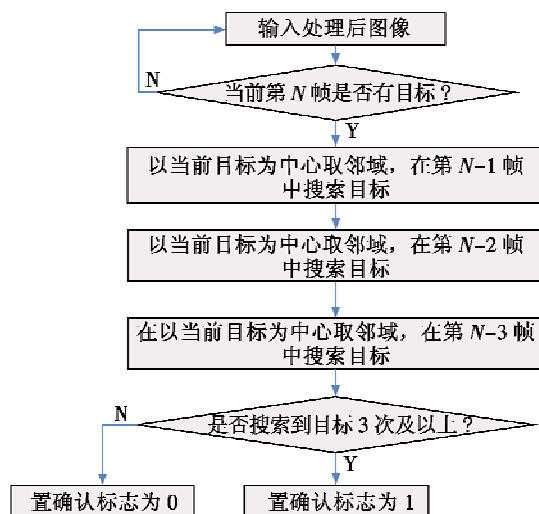 输入处理后图像
N
当前第 N 帧是否有目标？
Y
以当前目标为中心取邻域，在第 N−1 帧
中搜索目标
以当前目标为中心取邻域，在第 N−2 帧
中搜索目标
在以当前目标为中心取邻域，在第 N−3 帧
中搜索目标
N
是否搜索到目标 3 次及以上？
Y
置确认标志为 0
置确认标志为 1